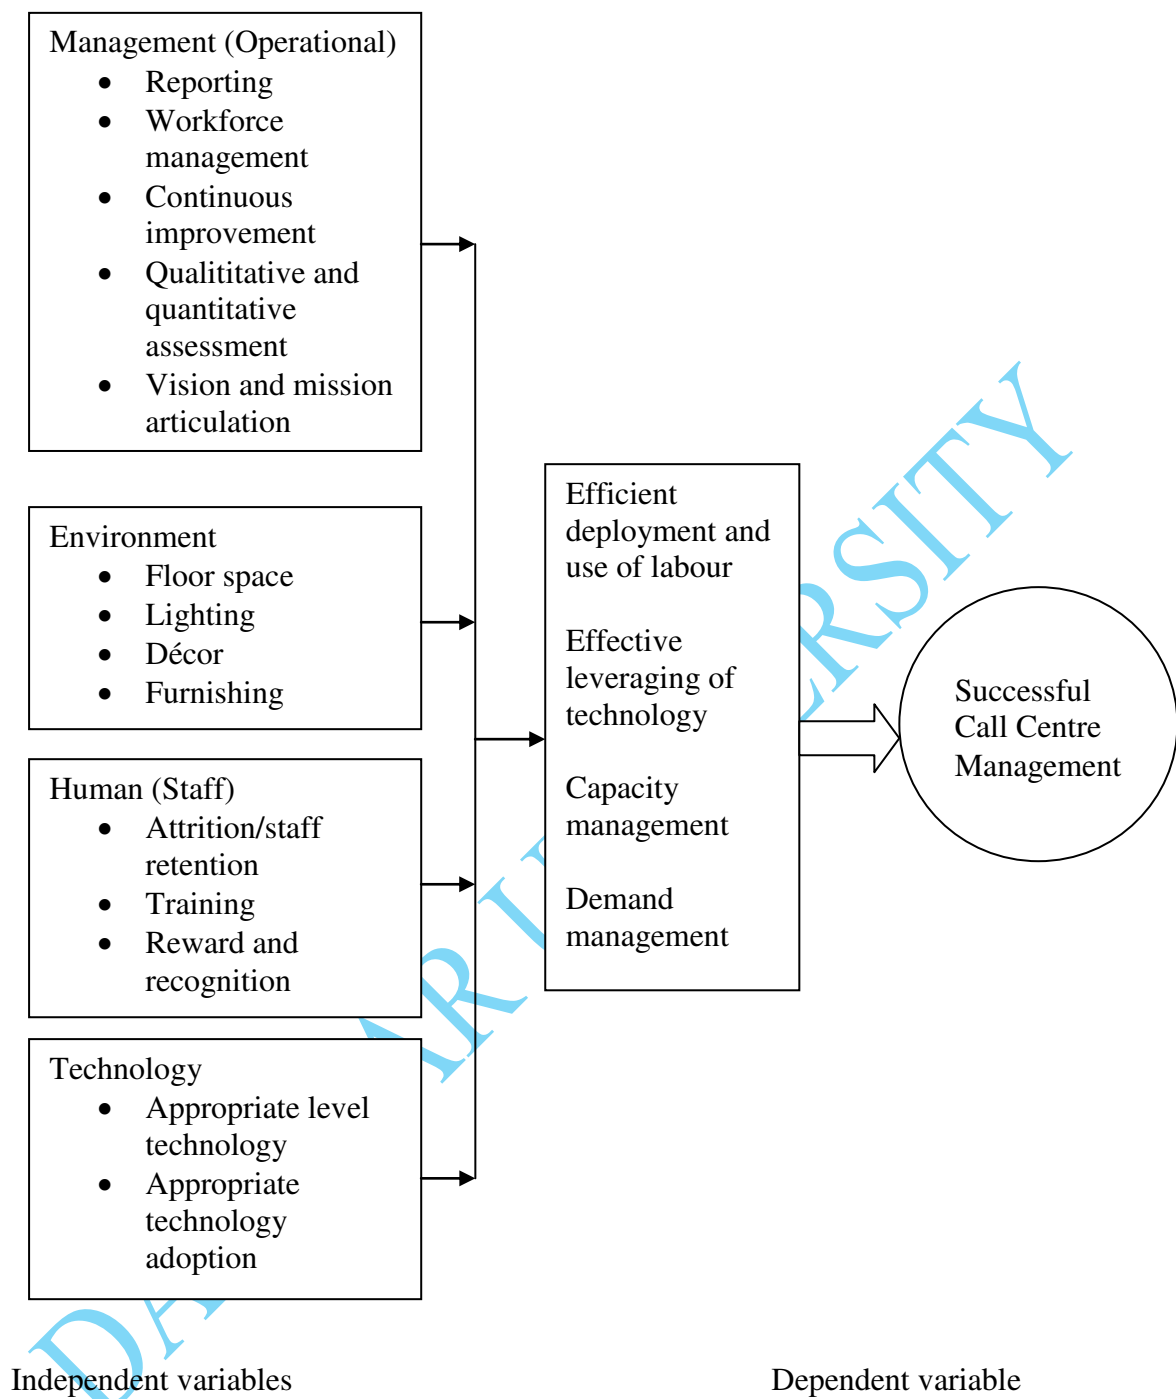 Management (Operational)
• Reporting
• Workforce
management
• Continuous
improvement
• Qualititative and
quantitative
assessment
• Vision and mission
articulation
Environment
• Floor space
• Lighting
• Décor
• Furnishing
Human (Staff)
• Attrition/staff
retention
• Training
• Reward and
recognition
Technology
• Appropriate level
technology
• Appropriate
technology
adoption
Efficient
deployment and
use of labour
Effective
leveraging of
technology
Capacity
management
Demand
management
Successful
Call Centre
Management
Independent variables
Dependent variable